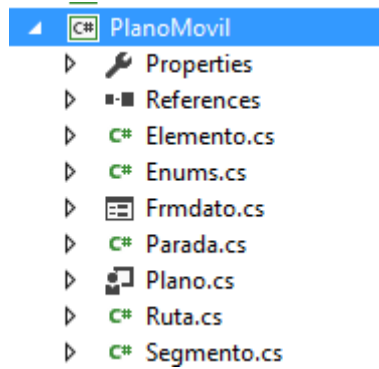 C# PlanoMovil
Properties
References
C# Elemento.cs
C# Enums.cs
Frmdato.cs
C# Parada.cs
Plano.cs
C# Ruta.cs
C# Segmento.cs